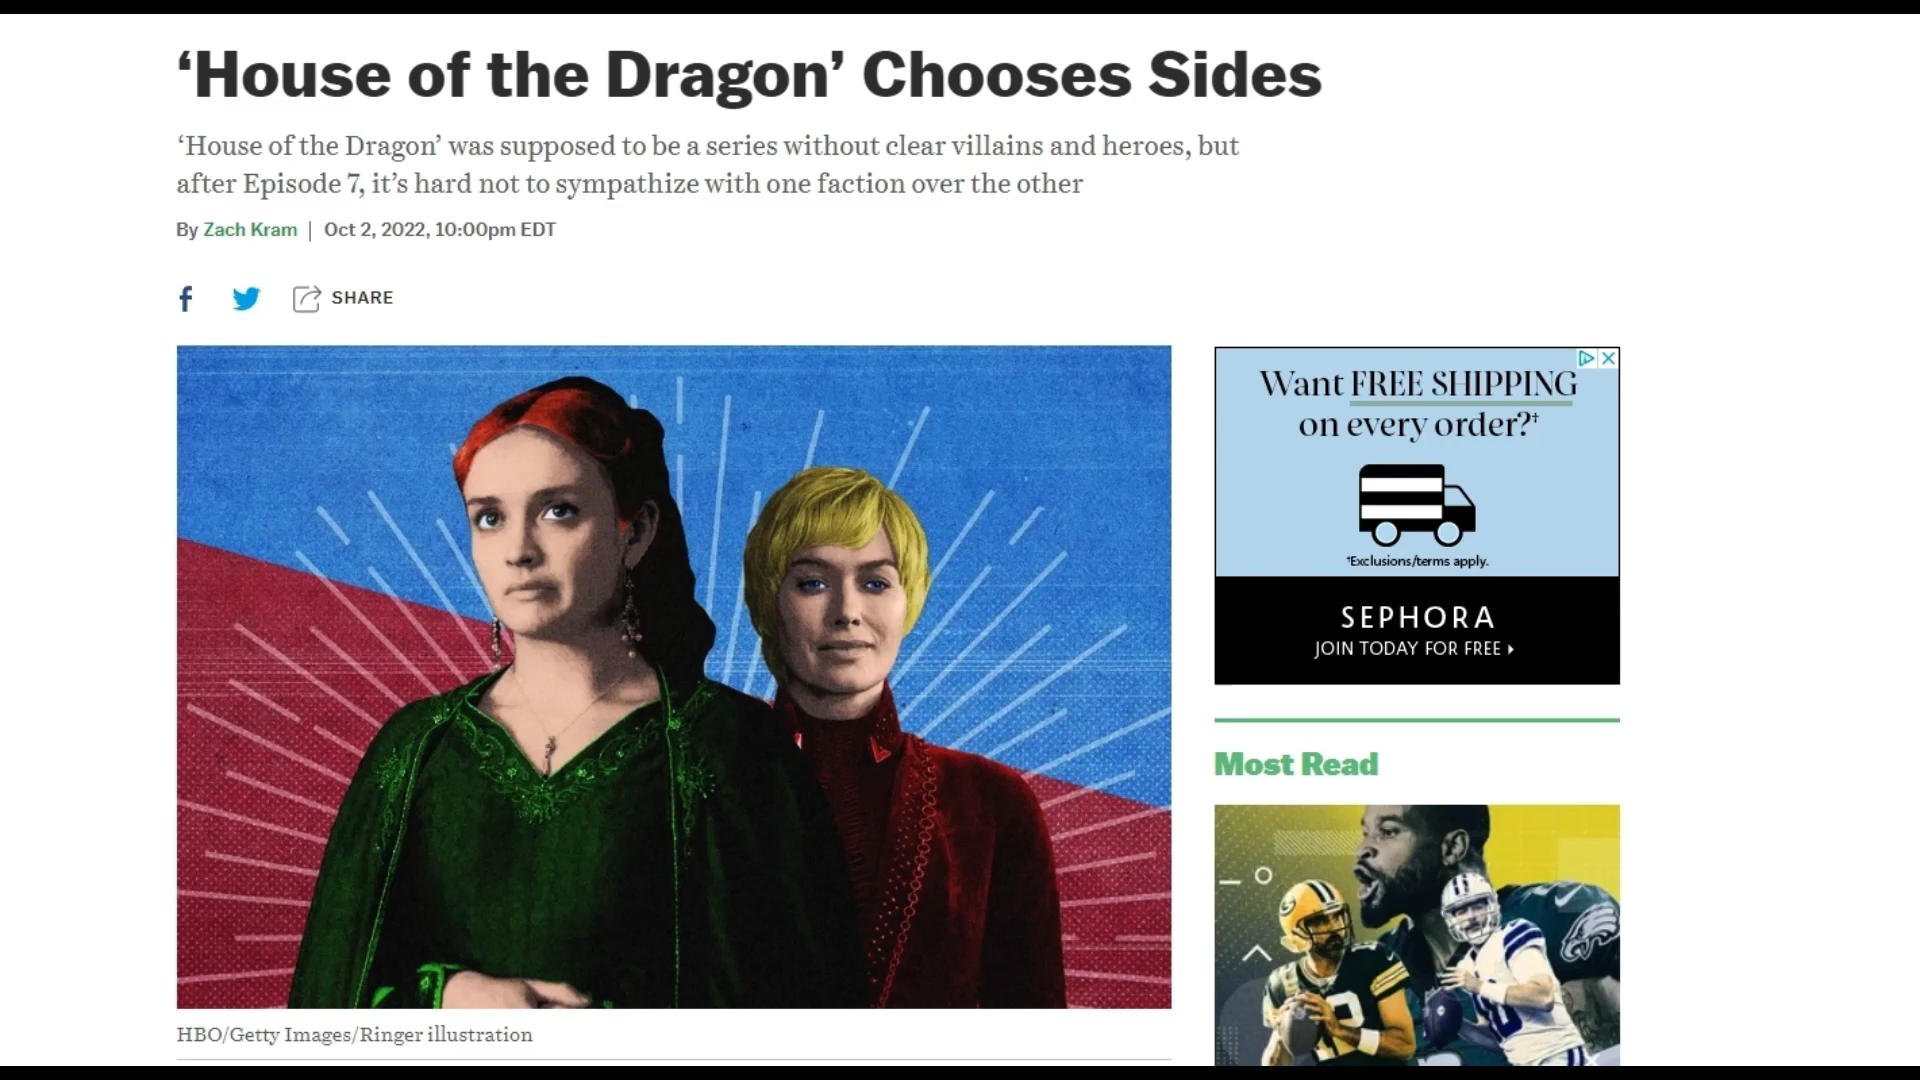 ‘House of the Dragon’ Chooses Sides
‘House of the Dragon’ was supposed to be a series without clear villains and heroes, but
after Episode 7, it’s hard not to sympathize with one faction over the other
By Zach Kram | Oct 2, 2022, 10:00pm EDT
SHARE
Want FREE SHIPPING
on every order?†
†Exclusions/terms apply.
SEPHORA
JOIN TODAY FOR FREE
Most Read
HBO/Getty Images/Ringer illustration